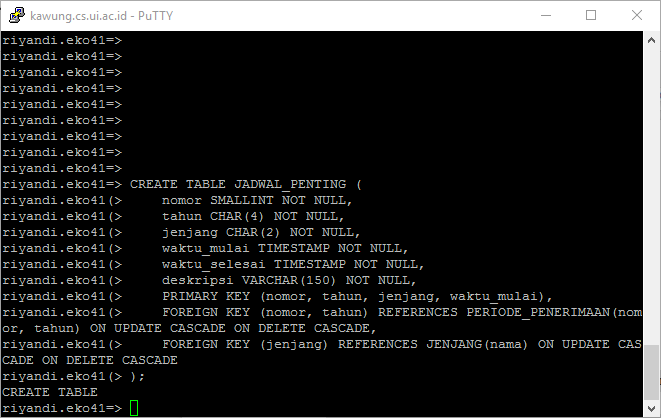 kawung.cs.ui.ac.id - PuTTY
riyandi.eko41=>
riyandi.eko41=>
riyandi.eko41=>
riyandi.eko41=>
riyandi.eko41=>
riyandi.eko41=>
riyandi.eko41=>
riyandi.eko41=>
riyandi.eko41=>
riyandi.eko41=> CREATE TABLE JADWAL_PENTING (
riyandi.eko41(>     nomor SMALLINT NOT NULL,
riyandi.eko41(>     tahun CHAR(4) NOT NULL,
riyandi.eko41(>     jenjang CHAR(2) NOT NULL,
riyandi.eko41(>     waktu_mulai TIMESTAMP NOT NULL,
riyandi.eko41(>     waktu_selesai TIMESTAMP NOT NULL,
riyandi.eko41(>     deskripsi VARCHAR(150) NOT NULL,
riyandi.eko41(>     PRIMARY KEY (nomor, tahun, jenjang, waktu_mulai),
riyandi.eko41(>     FOREIGN KEY (nomor, tahun) REFERENCES PERIODE_PENERIMAAN(nom
or, tahun) ON UPDATE CASCADE ON DELETE CASCADE,
riyandi.eko41(>     FOREIGN KEY (jenjang) REFERENCES JENJANG(nama) ON UPDATE CAS
CADE ON DELETE CASCADE
riyandi.eko41(> );
CREATE TABLE
riyandi.eko41=>